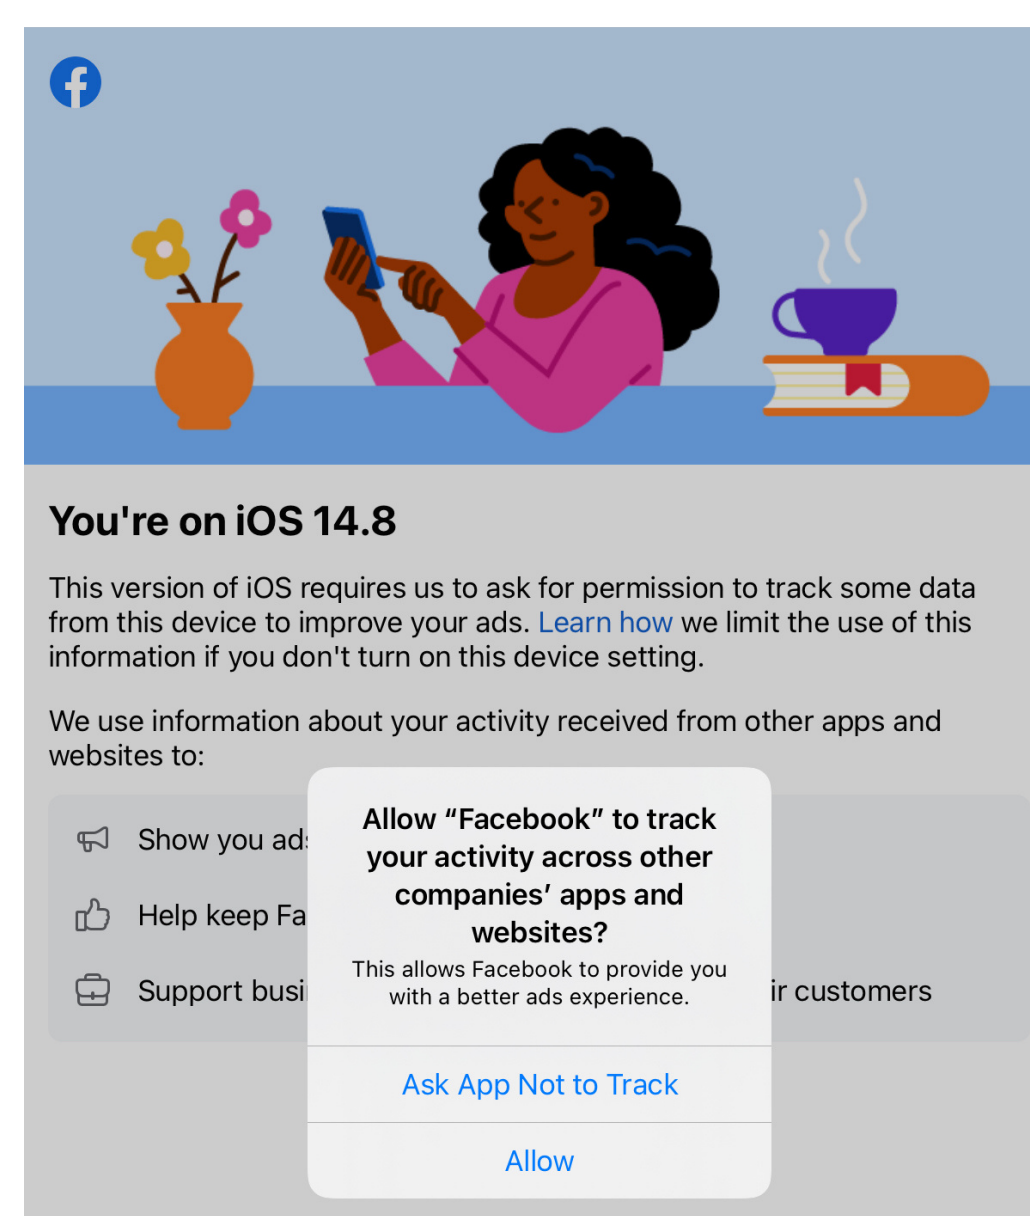 You're on iOS 14.8
This version of iOS requires us to ask for permission to track some data
from this device to improve your ads. Learn how we limit the use of this
information if you don't turn on this device setting.
We use information about your activity received from other apps and
websites to:
Show you
Help keep
Support
customers
Allow “Facebook” to track
your activity across other
companies’ apps and
websites?
This allows Facebook to provide you
with a better ads experience.
Ask App Not to Track
Allow